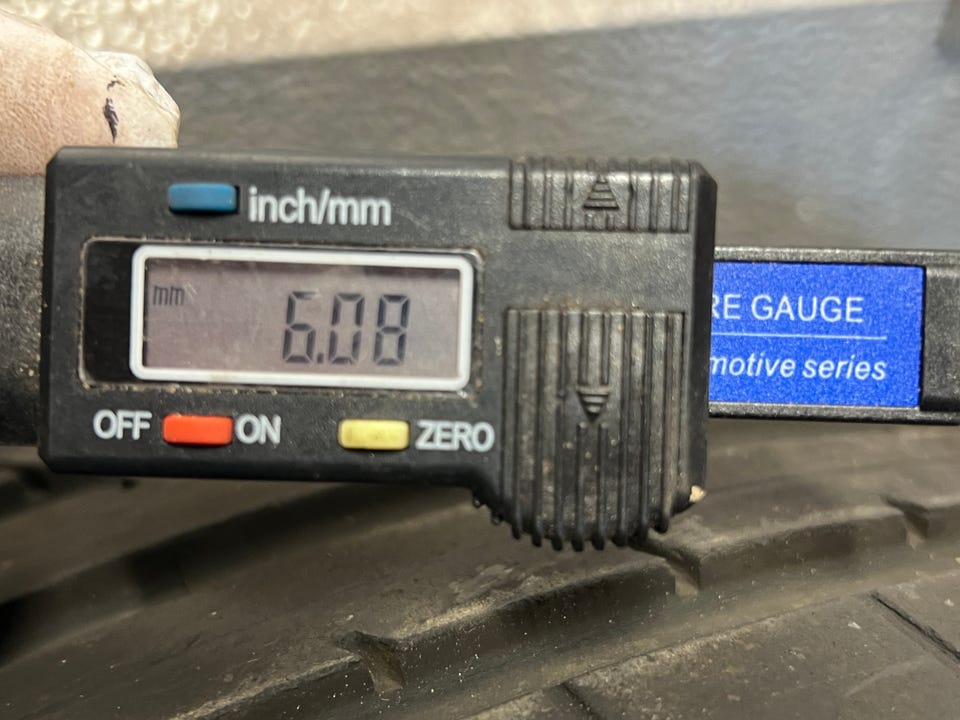 inch/mm
mm
6.08
OFF ON ZERO
RE GAUGE
motive series